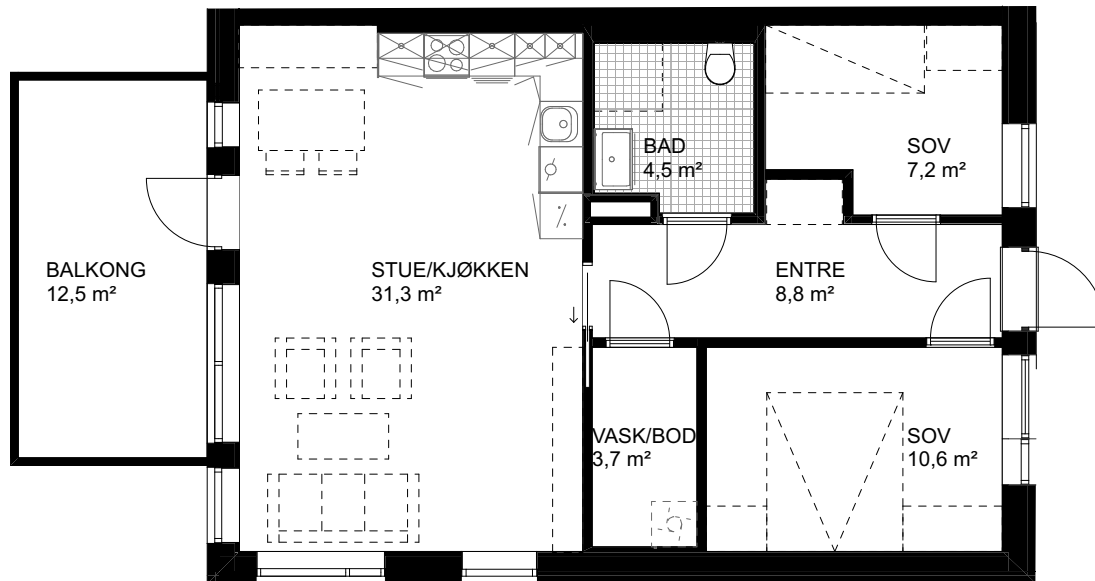 BAD
4,5 m²
SOV
7,2 m²
BALKONG
12,5 m²
STUE/KJØKKEN
31,3 m²
ENTRE
8,8 m²
VASK/BOD
3,7 m²
SOV
10,6 m²